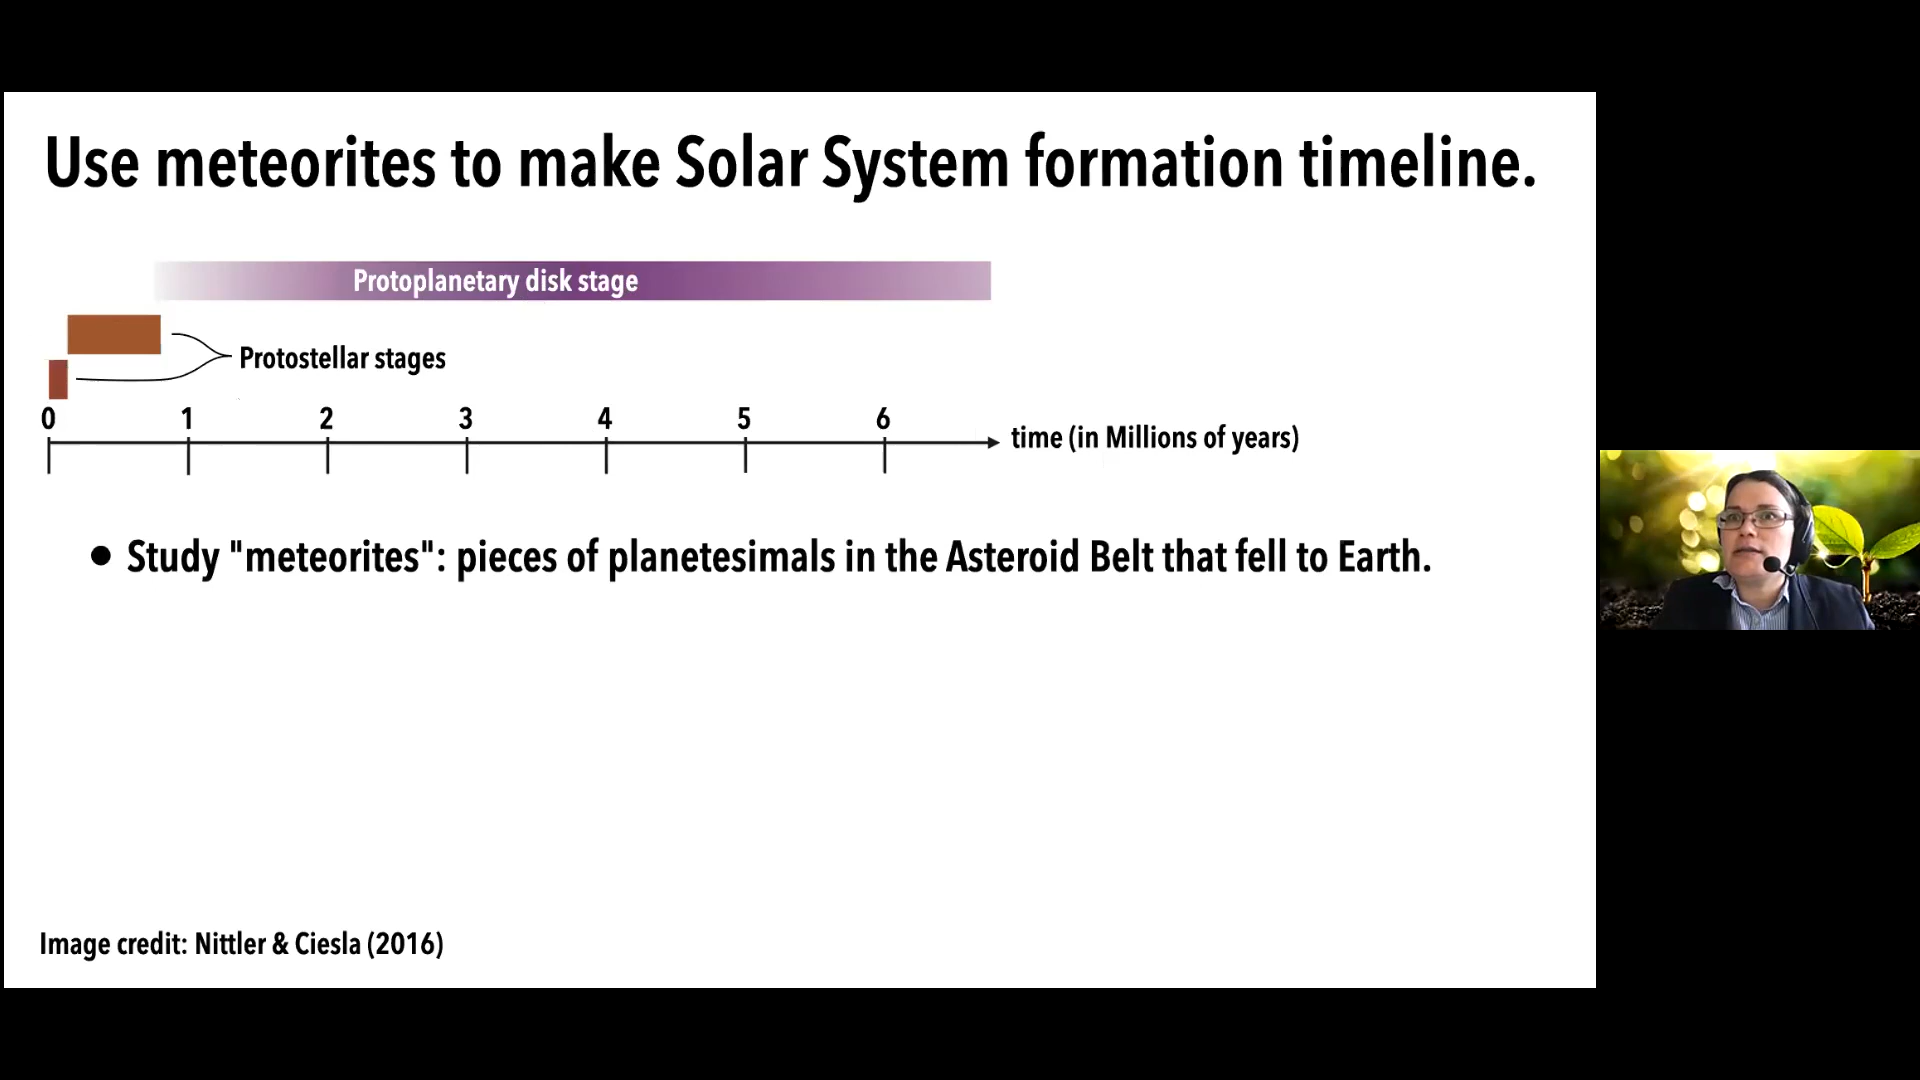 Use meteorites to make Solar System formation timeline.
Protoplanetary disk stage
Protostellar stages
0 1 2 3 4 5 6
time (in Millions of years)
• Study "meteorites": pieces of planetesimals in the Asteroid Belt that fell to Earth.
Image credit: Nittler & Ciesla (2016)